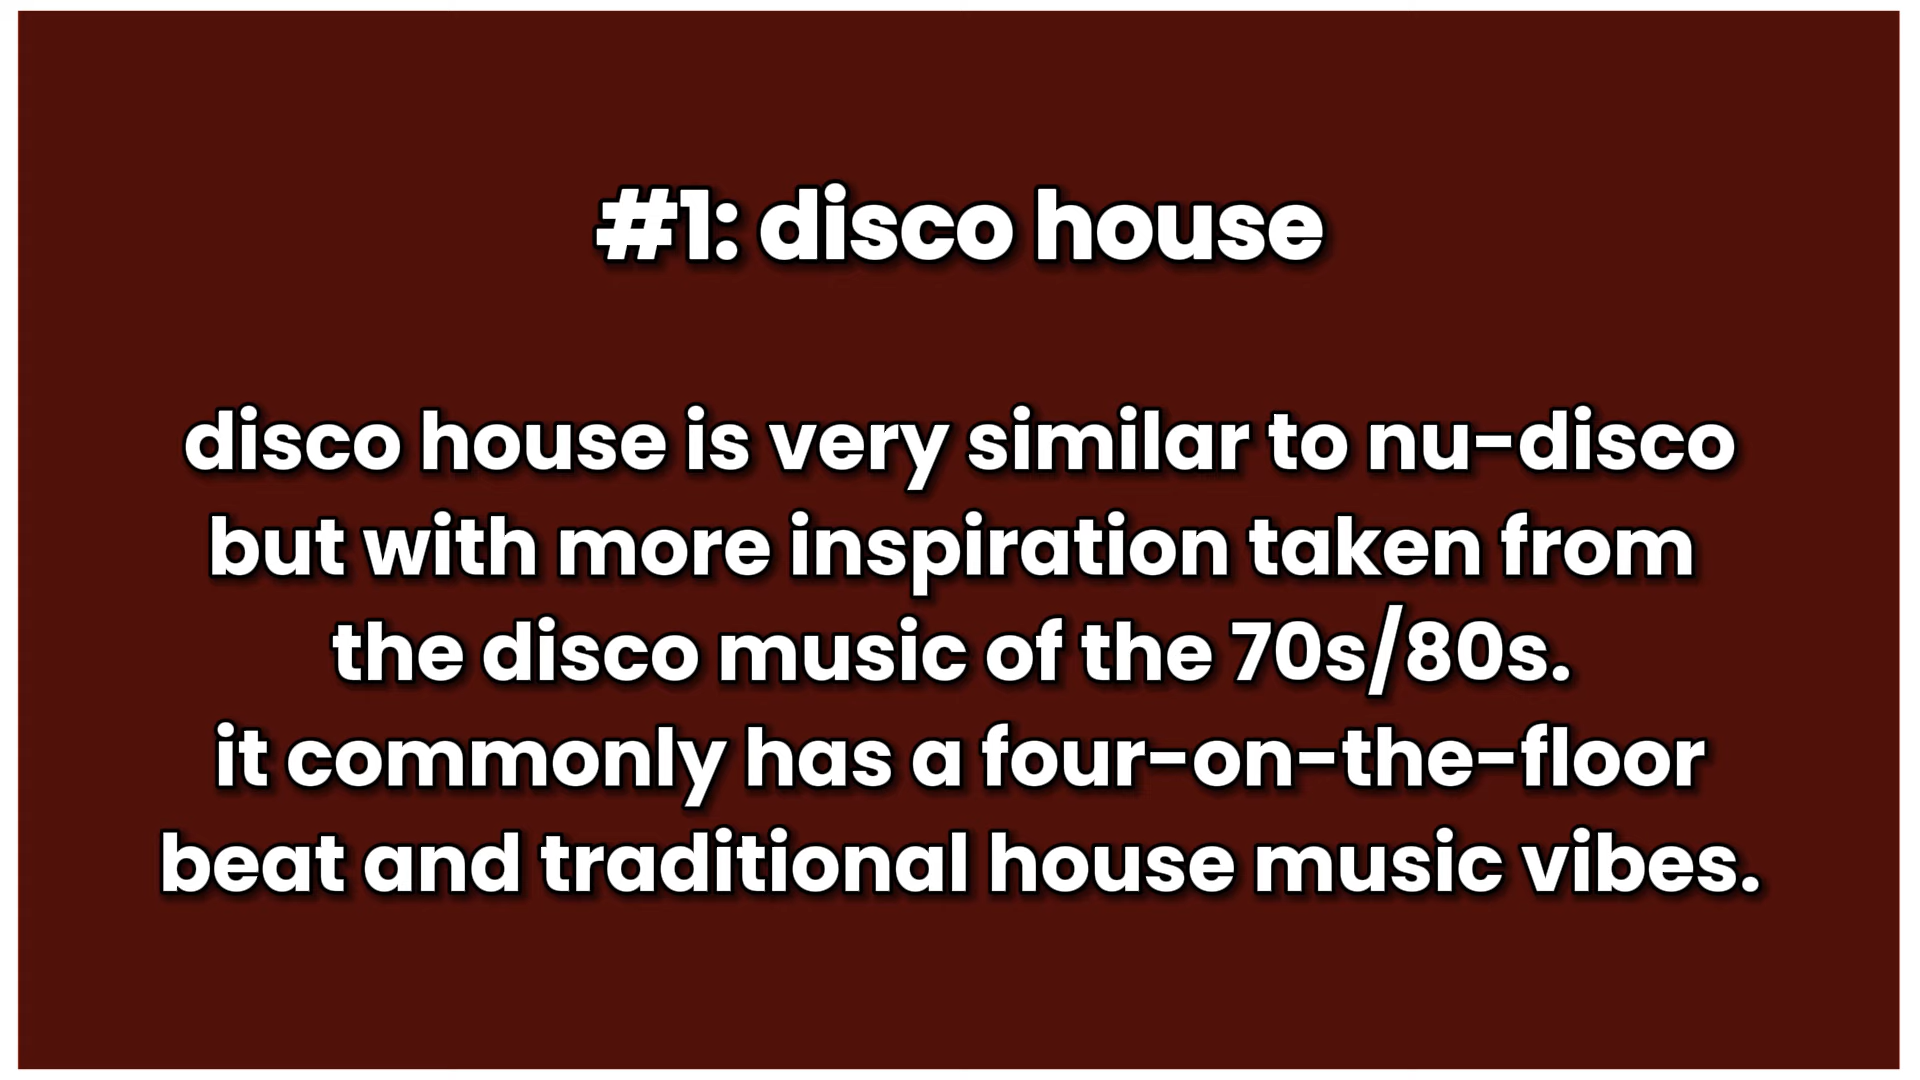 #1: disco house
disco house is very similar to nu-disco
but with more inspiration taken from
the disco music of the 70s/80s.
it commonly has a four-on-the-floor
beat and traditional house music vibes.